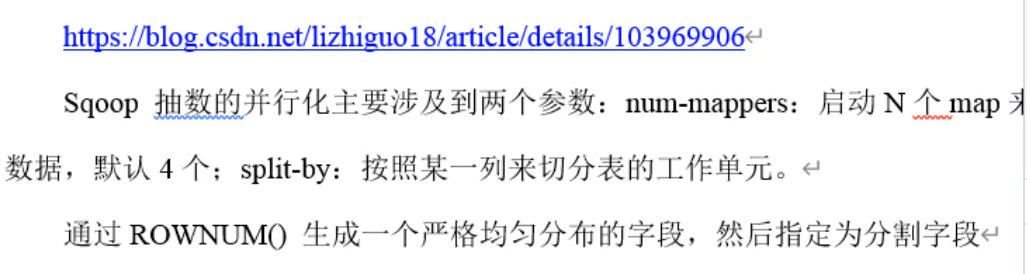 https://blog.csdn.net/lizhiguo18/article/details/103969906
Sqoop 抽数的并行化主要涉及到两个参数：num-mappers：启动 N 个 map
数据，默认 4 个；split-by：按照某一列来切分表的工作单元。
通过 ROWNUM() 生成一个严格均匀分布的字段，然后指定为分割字段